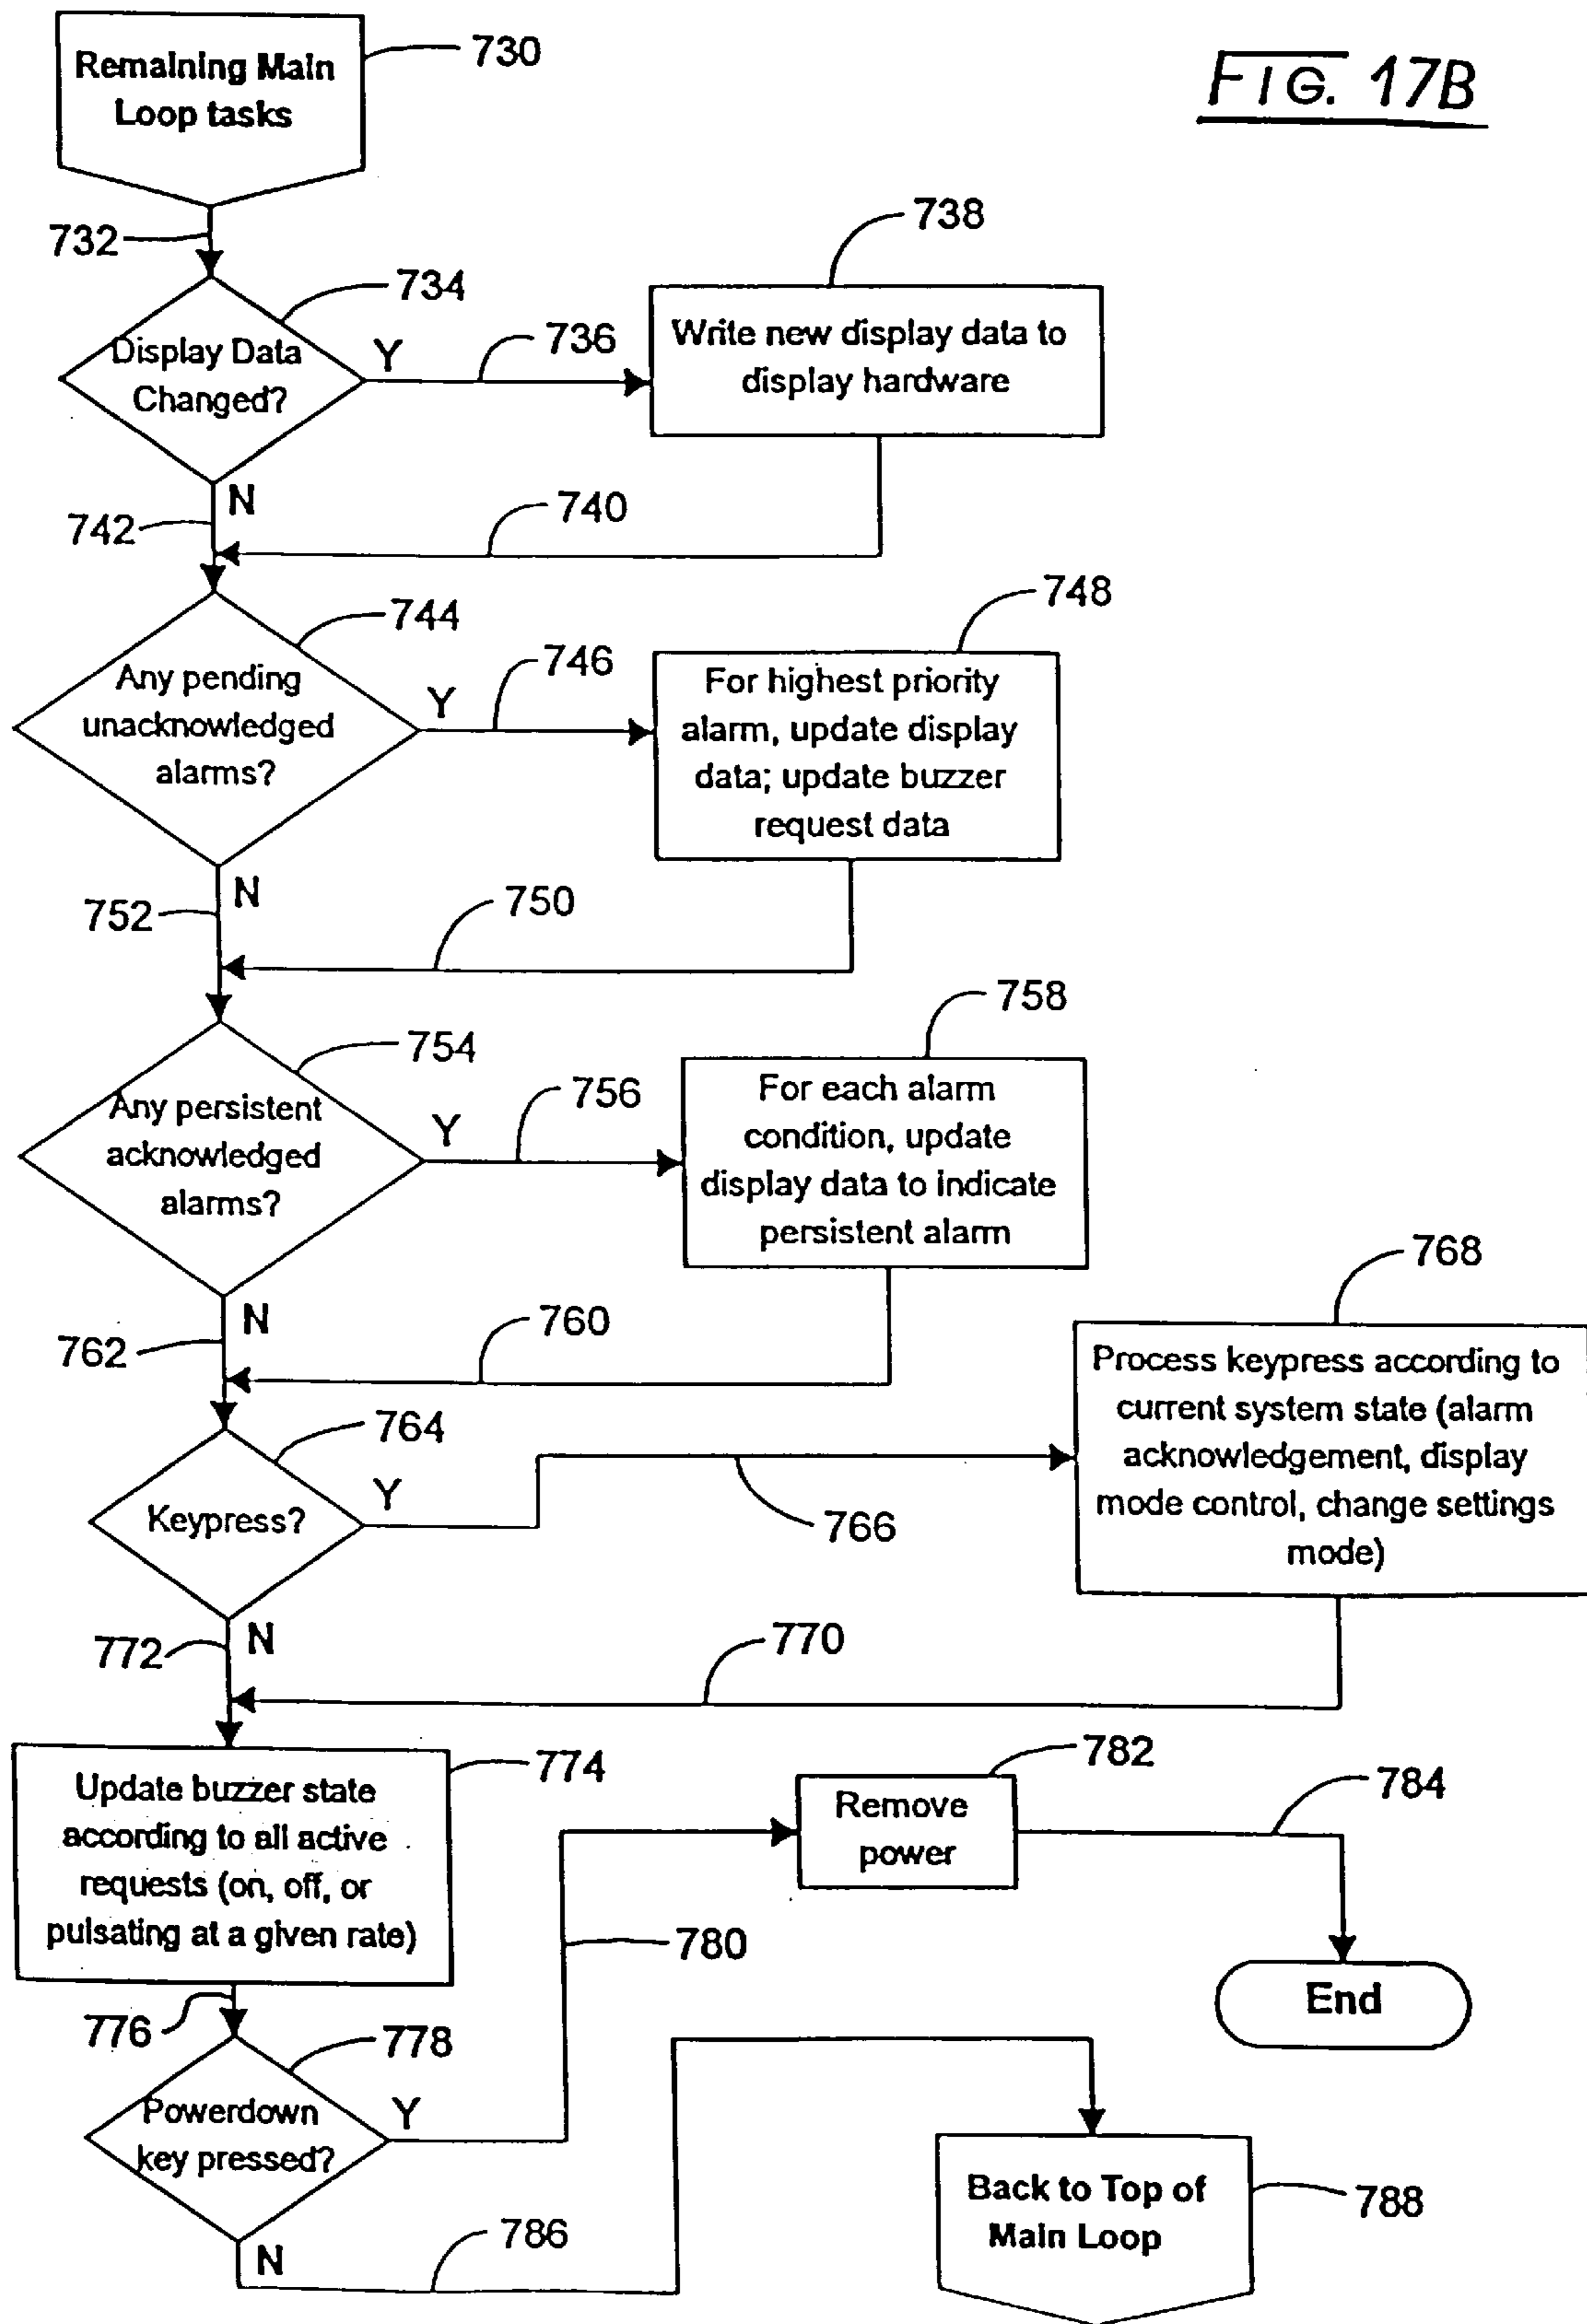 FIG. 17B
Remaining Main
Loop tasks
730
732
734
Display Data
Changed?
Y
736
738
Write new display data to
display hardware
N
742
740
744
Any pending
unacknowledged
alarms?
Y
746
748
For highest priority
alarm, update display
data; update buzzer
request data
N
752
750
754
Any persistent
acknowledged
alarms?
Y
756
758
For each alarm
condition, update
display data to indicate
persistent alarm
N
762
760
764
Keypress?
Y
766
768
Process keypress according to
current system state (alarm
acknowledgement, display
mode control, change settings
mode)
N
772
770
774
Update buzzer state
according to all active
requests (on, off, or
pulsating at a given rate)
776
778
Powerdown
key pressed?
Y
780
782
Remove
power
784
End
N
786
Back to Top of
Main Loop
788